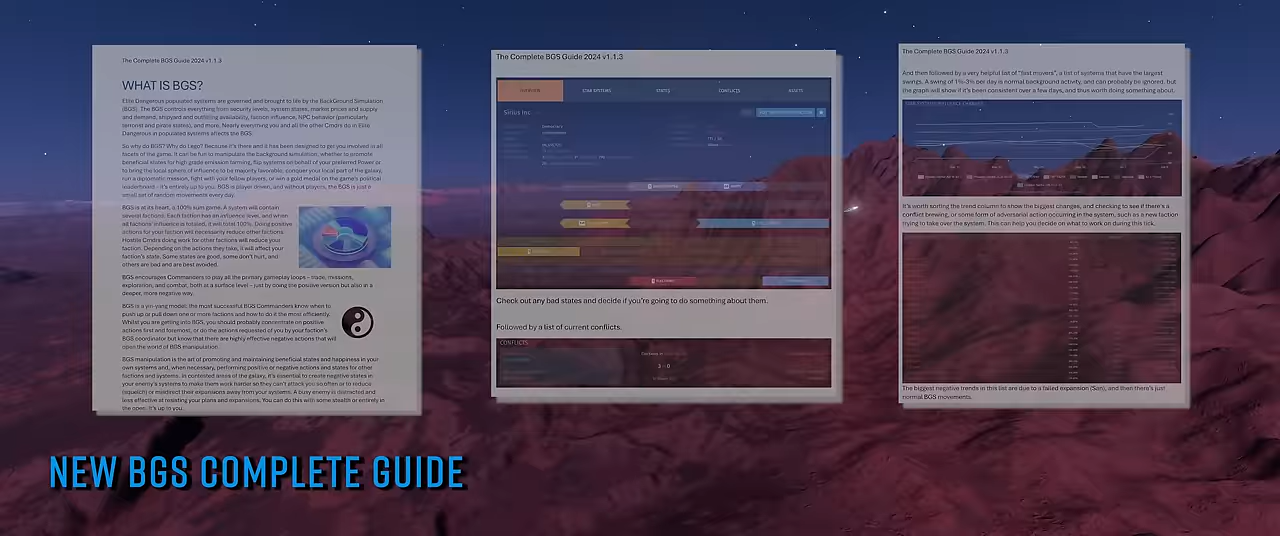 The Complete BGS Guide 2024 v1.1.3
WHAT IS BGS?
Elite Dangerous populated systems are governed and brought to life by the BackGround Simulation
(BGS). The BGS controls everything from security levels, system states, market prices and supply
and demand, shipyard and outfitting availability, faction influence, NPC behavior (particularly
interest and pirates), and more. Nearly everything you and all the other Cmdrs do in Elite
Dangerous in populated systems affects the BGS.
So why do BGS? Why do Lego? Because it's there and it has been designed to get you involved in all
facets of the game. It can be fun to manipulate the background simulation, whether to promote
beneficial states for high grade emission farming, flip systems on behalf of your preferred Power or
to bring the local sphere of influence to be majority favorable, conquer your local part of the galaxy,
run a diplomatic mission, fight with your fellow players, or win a gold medal on the game's political
leaderboard – it's entirely up to you. BGS is player driven, and without players, the BGS is just a
small set of random movements every day.
BGS is at its heart, a 100% sum game. A system will contain
several factions. Each faction has an influence level, and when
all factions' influence is totaled, it will total 100%. Doing positive
actions for your faction will necessarily reduce other factions.
Hostile Cmdrs doing work for other factions will reduce your
faction. Depending on the actions they take, it will affect your
faction's state. Some states are good, some don't hurt, and
others are bad and are best avoided.
BGS encourages Commanders to play all the primary gameplay loops – trade, missions,
exploration, and combat, both at a surface level – just by doing the positive version but also in a
deeper, more negative way.
BGS is a yin-yang model: the most successful BGS Commanders know when to
push up or pull down one or more factions and how to do it the most efficiently.
Whilst you are getting into BGS, you should probably concentrate on positive
actions first and foremost, or do the actions requested of you by your faction's
BGS coordinator but know that there are highly effective negative actions that will
open the world of BGS manipulation.
BGS manipulation is the art of promoting and maintaining beneficial states and happiness in your
own systems and, when necessary, performing positive or negative actions and states for other
factions and systems. In contested areas of the galaxy, it's essential to create negative states in
your enemy's systems to make them work harder so they can't attack you so often or to reduce
(squelch) or misdirect their expansions away from your systems. A busy enemy is distracted and
less effective at resisting your plans and expansions. You can do this with some stealth or entirely in
the open. It's up to you.
The Complete BGS Guide 2024 v1.1.3
OVERVIEW STAR SYSTEMS STATES CONFLICTS ASSETS
Sirius Inc
Check out any bad states and decide if you're going to do something about them.
Followed by a list of current conflicts.
CONFLICTS
3 - 0
The Complete BGS Guide 2024 v1.1.3
And then followed by a very helpful list of "fast movers", a list of systems that have the largest
swings. A swing of 1%-3% per day is normal background activity, and can probably be ignored, but
the graph will show if it's been consistent over a few days, and thus worth doing something about.
It's worth sorting the trend column to show the biggest changes, and checking to see if there's a
conflict brewing, or some form of adversarial action occurring in the system, such as a new faction
trying to take over the system. This can help you decide on what to work on during this tick.
The biggest negative trends in this list are due to a failed expansion (San), and then there's just
normal BGS movements.
NEW BGS COMPLETE GUIDE